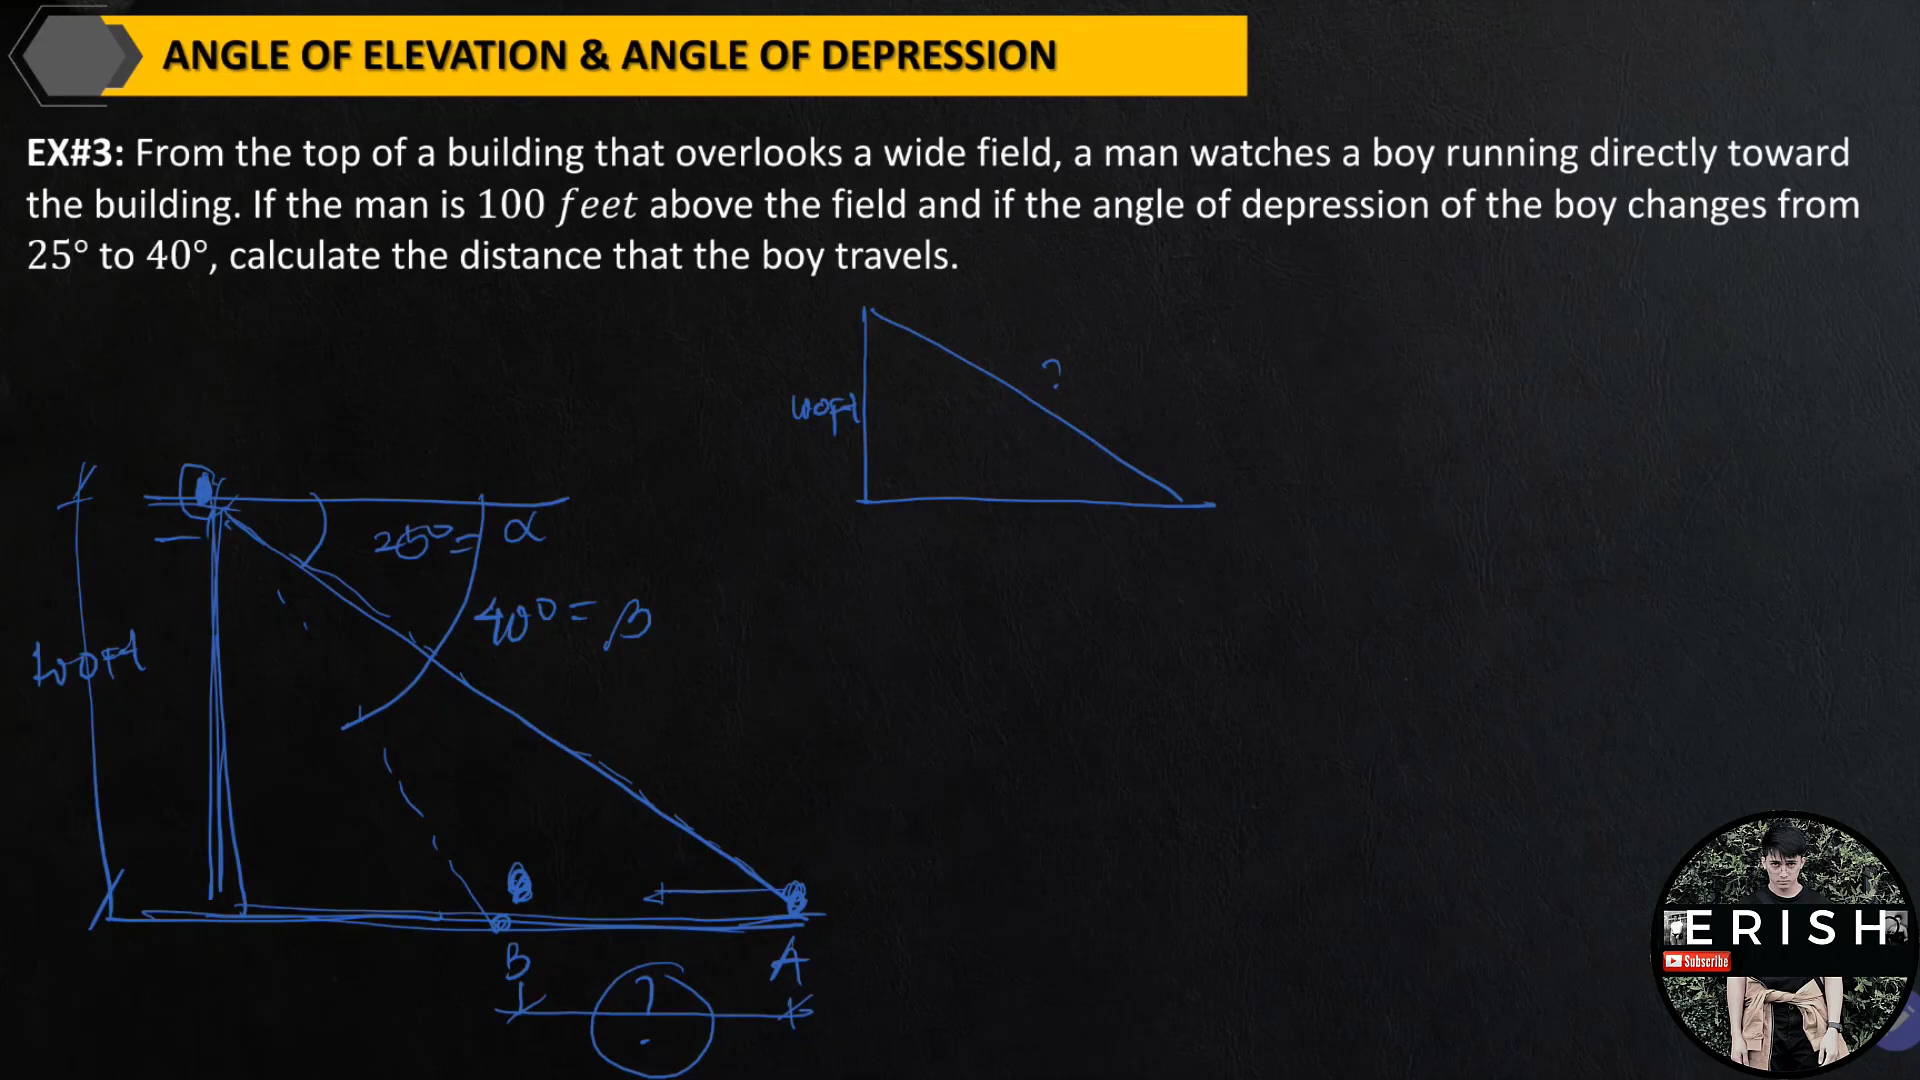 ANGLE OF ELEVATION & ANGLE OF DEPRESSION
EX#3: From the top of a building that overlooks a wide field, a man watches a boy running directly toward
the building. If the man is 100 feet above the field and if the angle of depression of the boy changes from
25° to 40°, calculate the distance that the boy travels.
?
100ft
25° = α
40° = β
100ft
B
A
?
ERISH
Subscribe